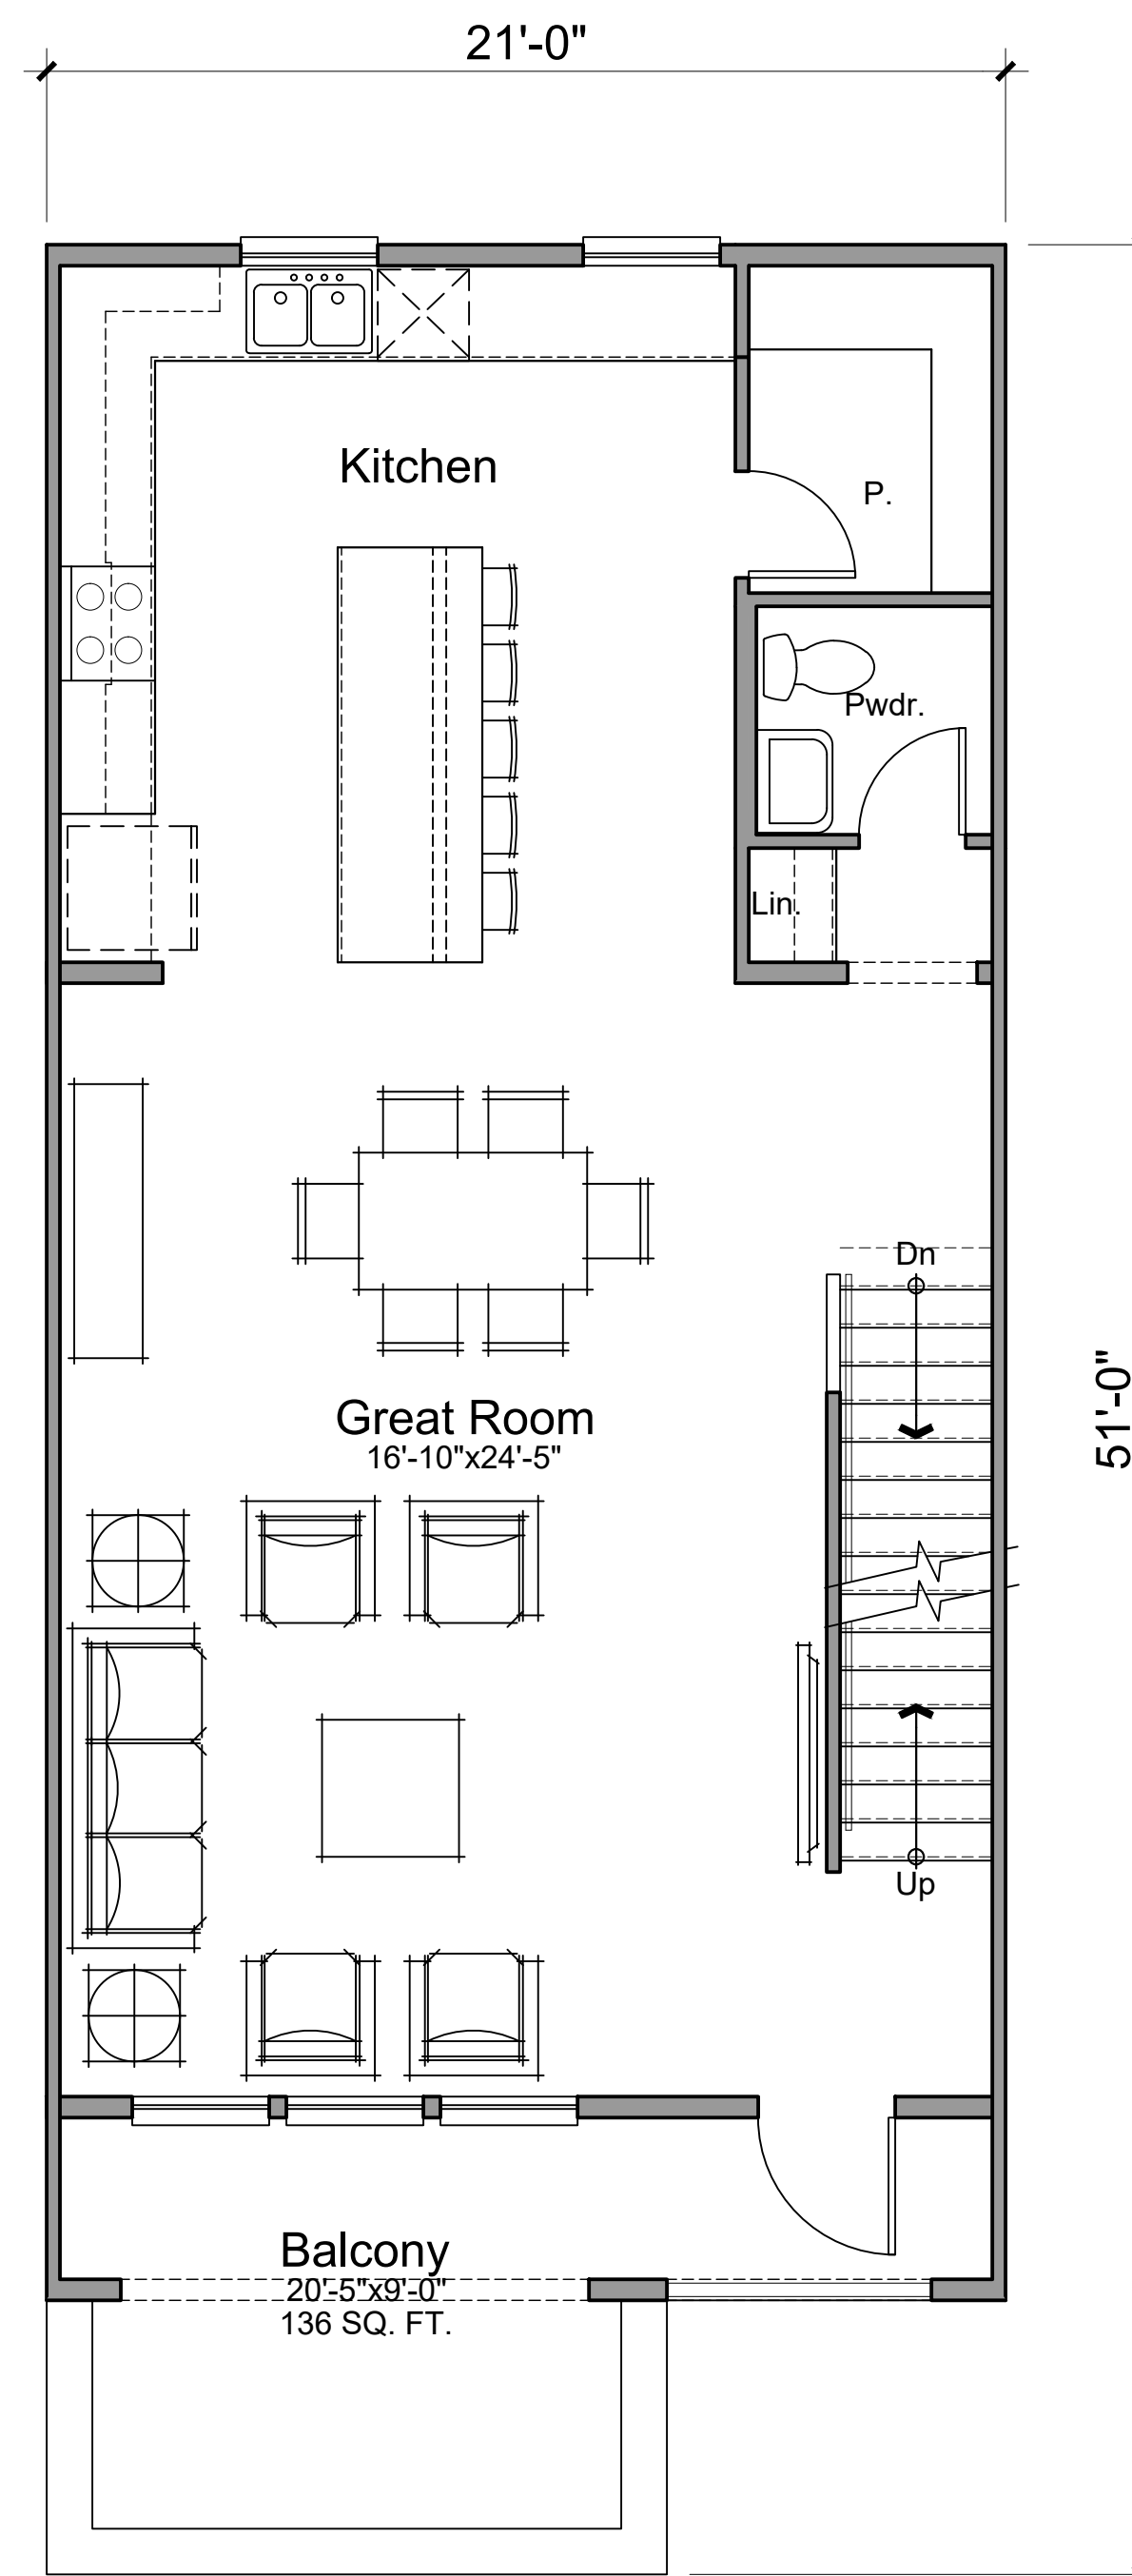 21'-0"
Kitchen
P.
Pwdr.
Lin.
Dn
51'-0"
Great Room
16'-10"x24'-5"
Up
Balcony
20'-5"x9'-0"
136 SQ. FT.